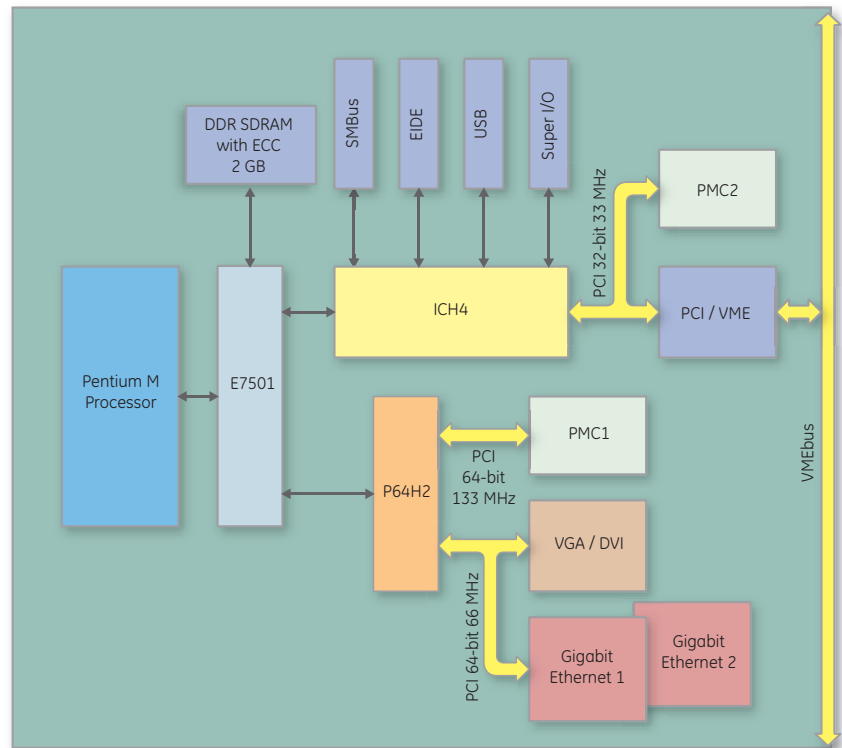 DDR SDRAM
with ECC
2 GB
SMBus
EIDE
USB
Super I/O
PCI 32-bit 33 MHz
PMC2
PCI / VME
ICH4
Pentium M
Processor
E7501
P64H2
PCI
64-bit
133 MHz
PMC1
VGA / DVI
PCI 64-bit 66 MHz
Gigabit
Ethernet 1
Gigabit
Ethernet 2
VMEbus